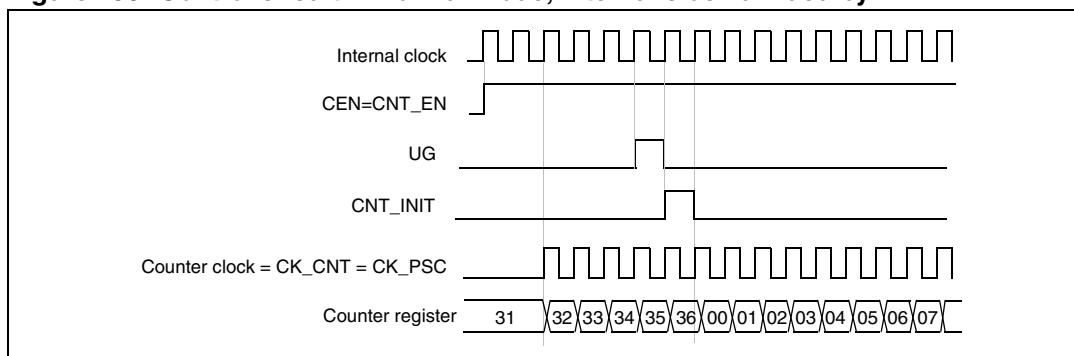 Internal clock
CEN=CNT_EN
UG
CNT_INIT
Counter clock = CK_CNT = CK_PSC
Counter register 31 32 33 34 35 36 00 01 02 03 04 05 06 07